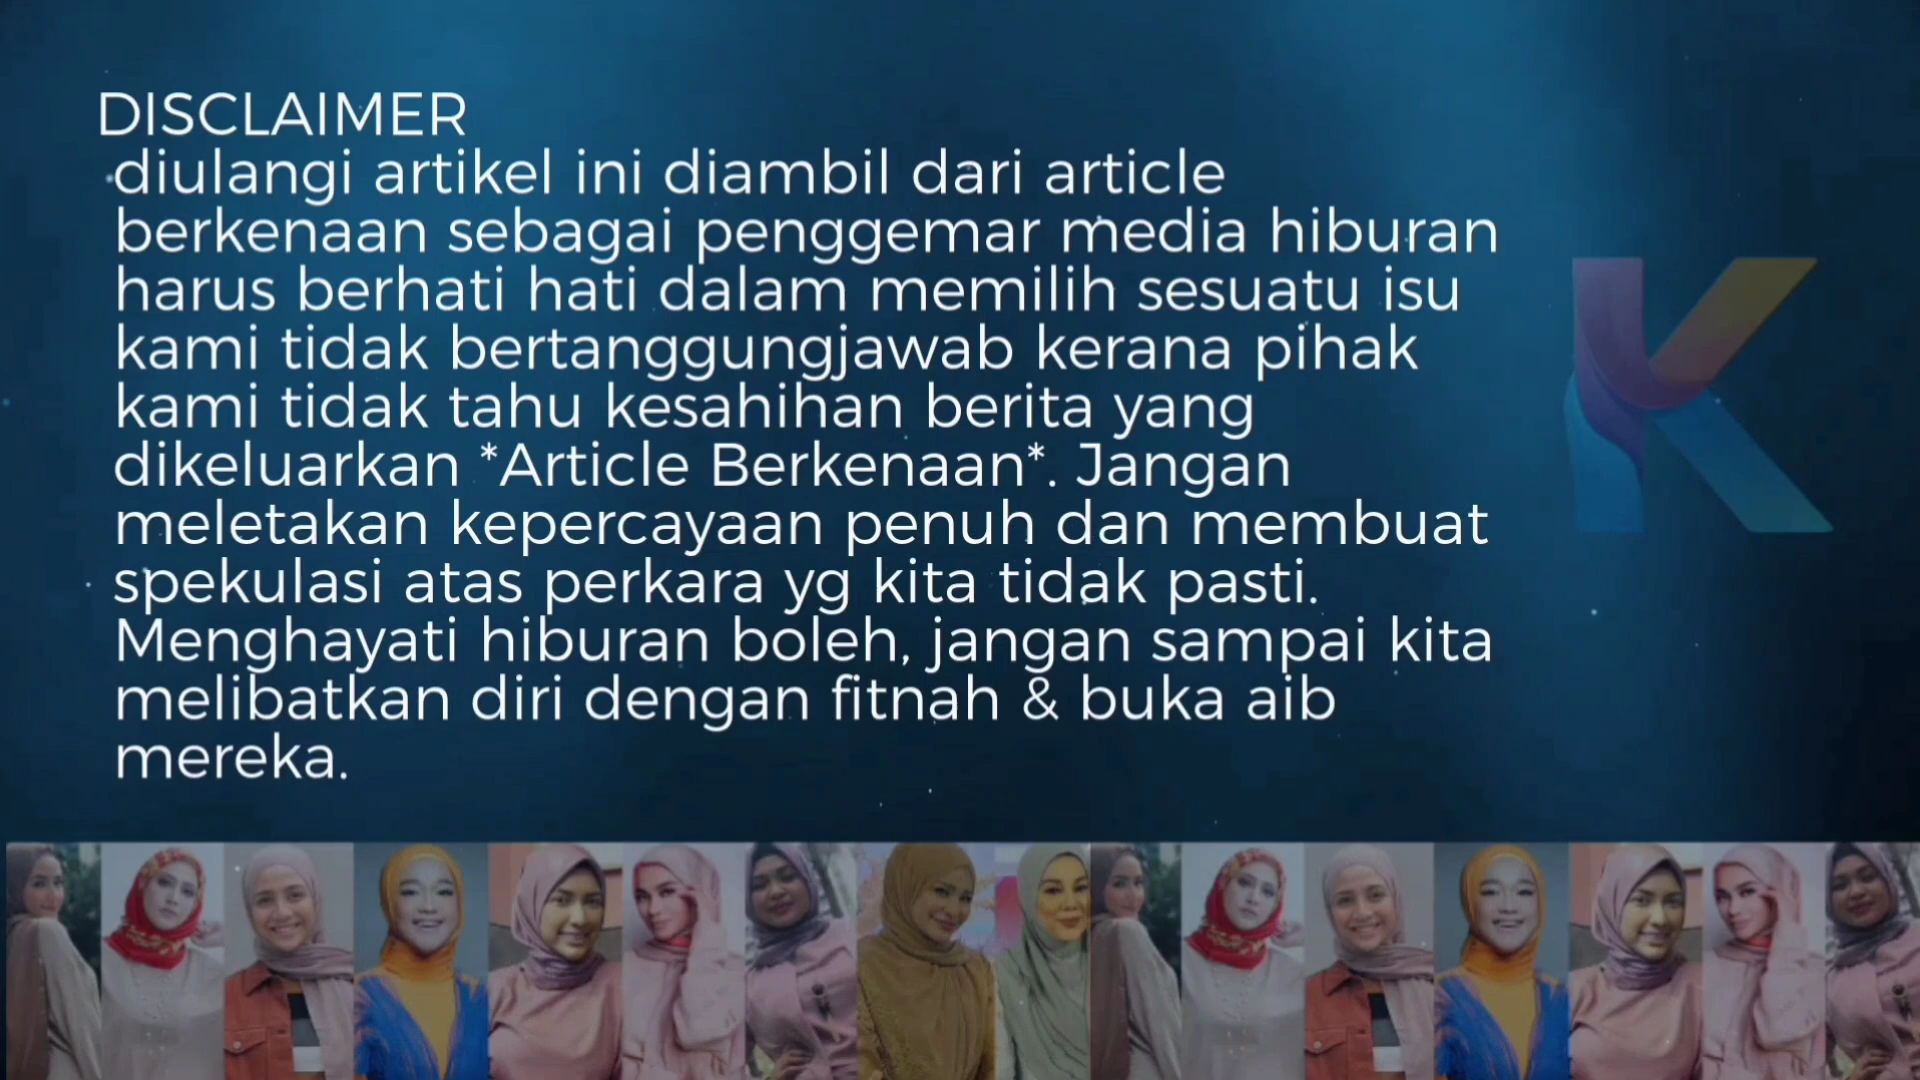 DISCLAIMER
diulangi artikel ini diambil dari article
berkenaan sebagai penggemar media hiburan
harus berhati hati dalam memilih sesuatu isu
kami tidak bertanggungjawab kerana pihak
kami tidak tahu kesahihan berita yang
dikeluarkan *Article Berkenaan*. Jangan
meletakan kepercayaan penuh dan membuat
spekulasi atas perkara yg kita tidak pasti.
Menghayati hiburan boleh, jangan sampai kita
melibatkan diri dengan fitnah & buka aib
mereka.
K